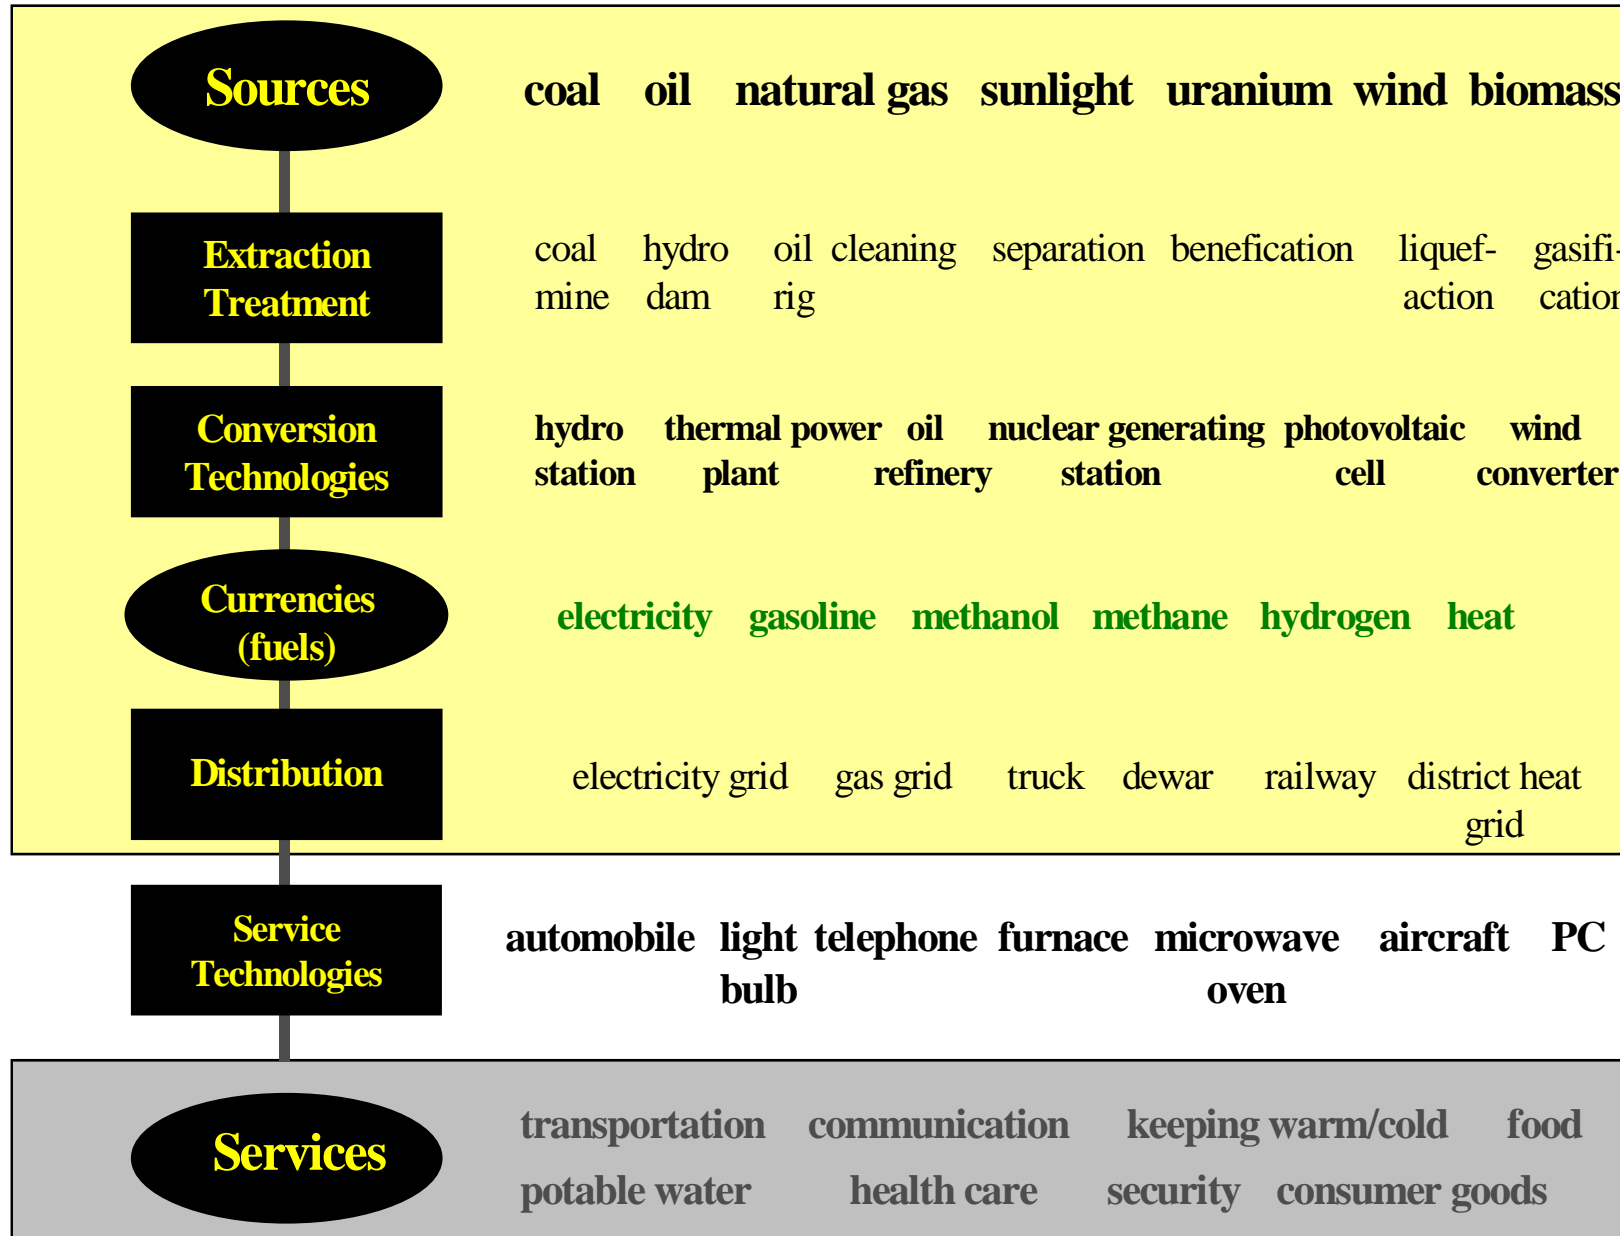 Sources
coal oil natural gas sunlight uranium wind biomass
Extraction
Treatment
coal hydro oil cleaning separation benefication liquef- gasifi-
mine dam rig action cation
Conversion
Technologies
hydro thermal power oil nuclear generating photovoltaic wind
station plant refinery station cell converter
Currencies
(fuels)
electricity gasoline methanol methane hydrogen heat
Distribution
electricity grid gas grid truck dewar railway district heat
grid
Service
Technologies
automobile light telephone furnace microwave aircraft PC
bulb oven
Services
transportation communication keeping warm/cold food
potable water health care security consumer goods